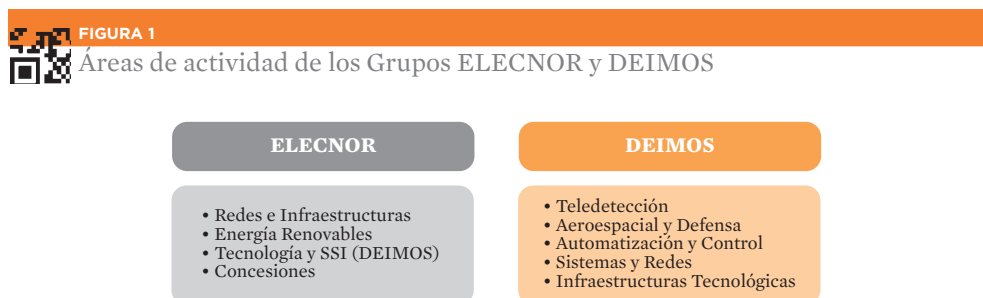 FIGURA 1
Áreas de actividad de los Grupos ELECNOR y DEIMOS
ELECNOR
• Redes e Infraestructuras
• Energía Renovables
• Tecnología y SSI (DEIMOS)
• Concesiones
DEIMOS
• Teledetección
• Aeroespacial y Defensa
• Automatización y Control
• Sistemas y Redes
• Infraestructuras Tecnológicas